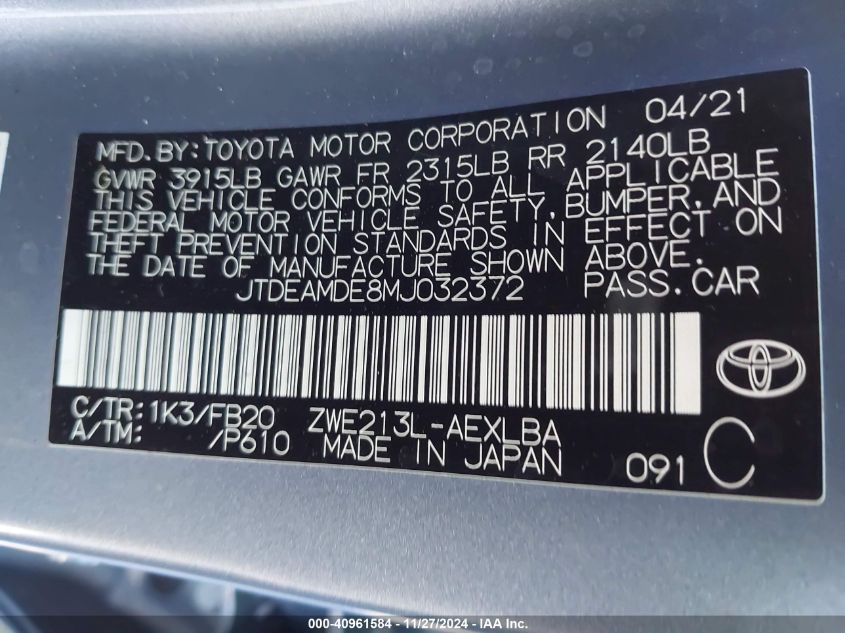 MFD. BY: TOYOTA MOTOR CORPORATION 04/21
GVWR 3915LB GAWR FR 2315LB RR 2140LB
THIS VEHICLE CONFORMS TO ALL APPLICABLE
FEDERAL MOTOR VEHICLE SAFETY, BUMPER, AND
THEFT PREVENTION STANDARDS IN EFFECT ON
THE DATE OF MANUFACTURE SHOWN ABOVE.
JTDEAMDE8MJ032372 PASS.CAR
C/TR: 1K3/FB20 ZWE213L-AEXLBA
A/TM: /P610 MADE IN JAPAN 091 C
000-40961584 - 11/27/2024 - IAA Inc.